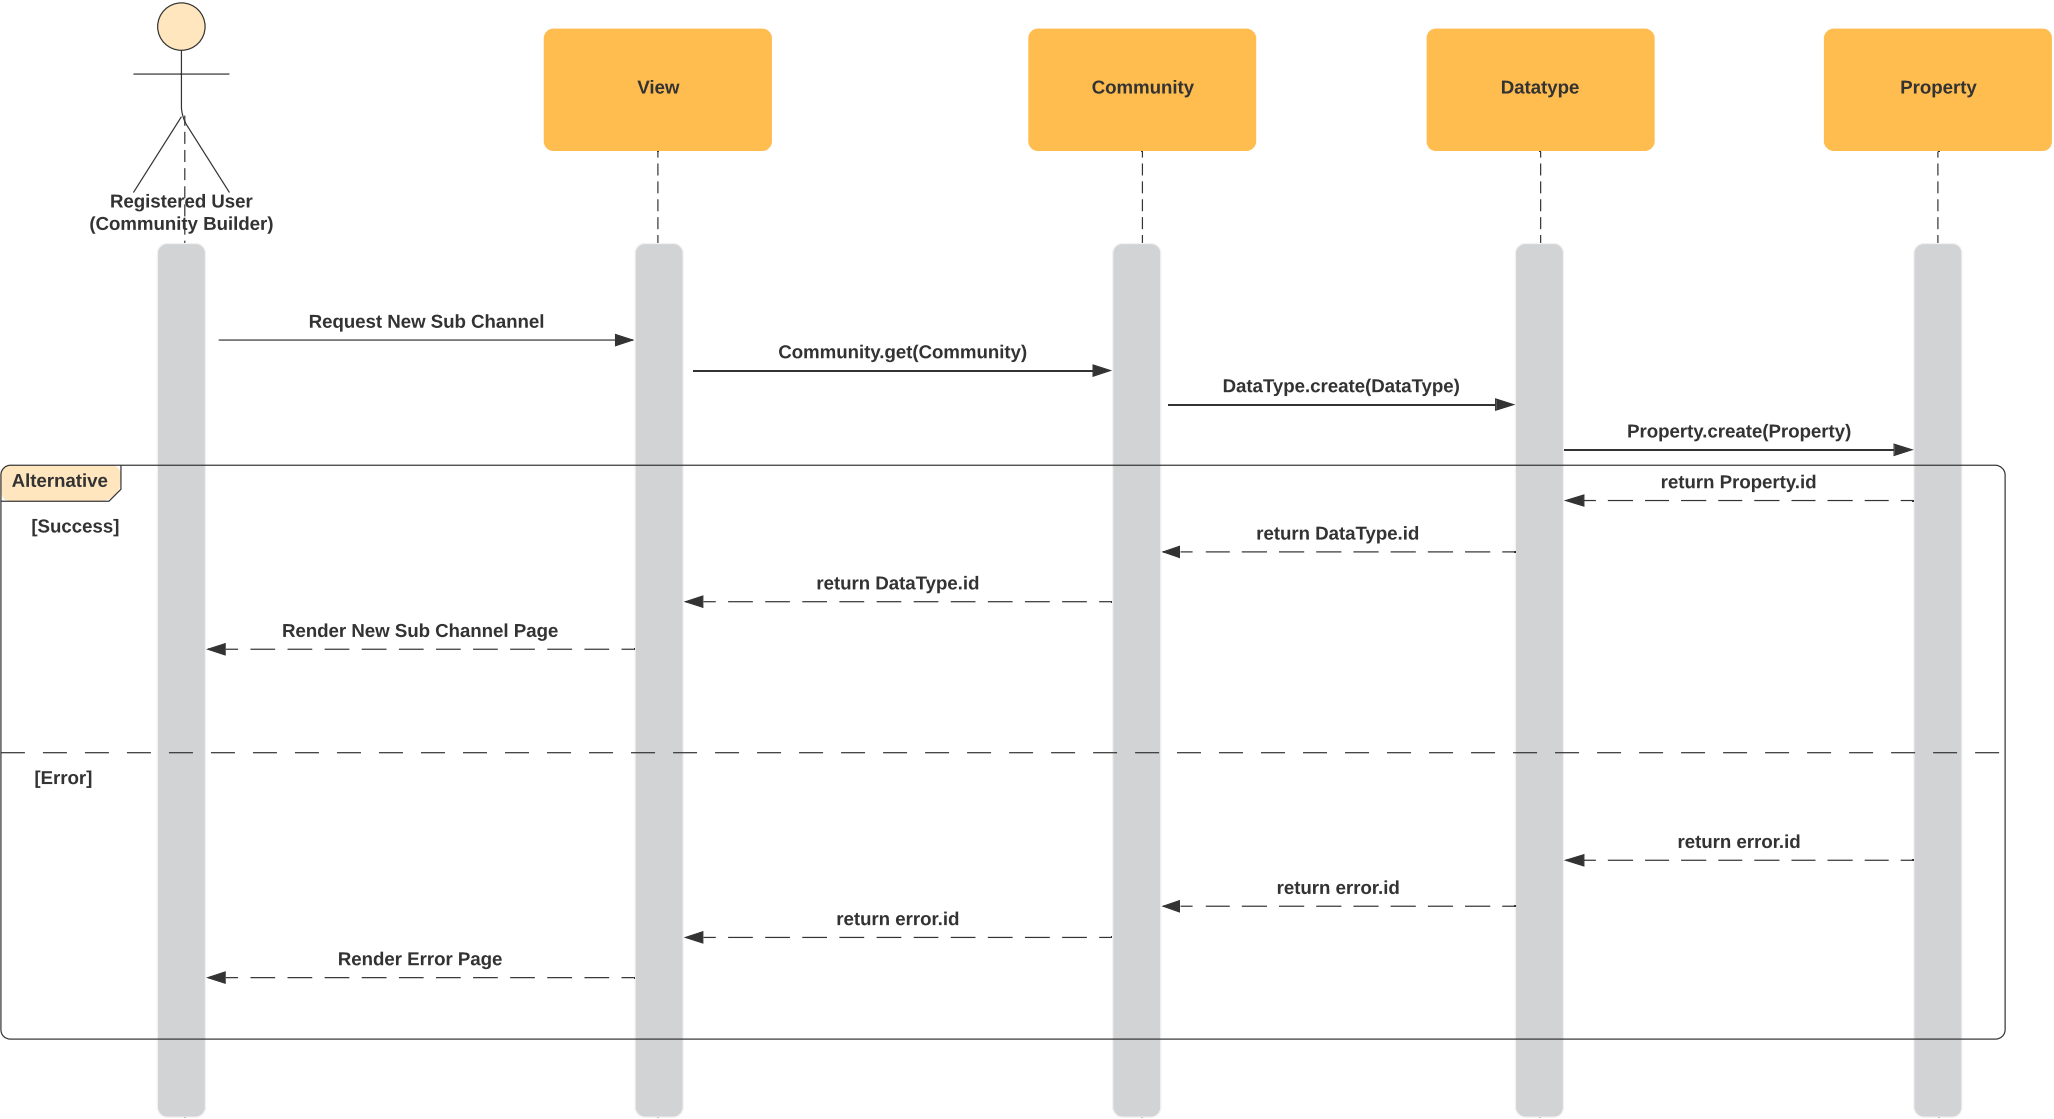 View
Community
Datatype
Property
Registered User
(Community Builder)
Request New Sub Channel
Community.get(Community)
DataType.create(DataType)
Property.create(Property)
Alternative
return Property.id
[Success]
return DataType.id
return DataType.id
Render New Sub Channel Page
[Error]
return error.id
return error.id
return error.id
Render Error Page